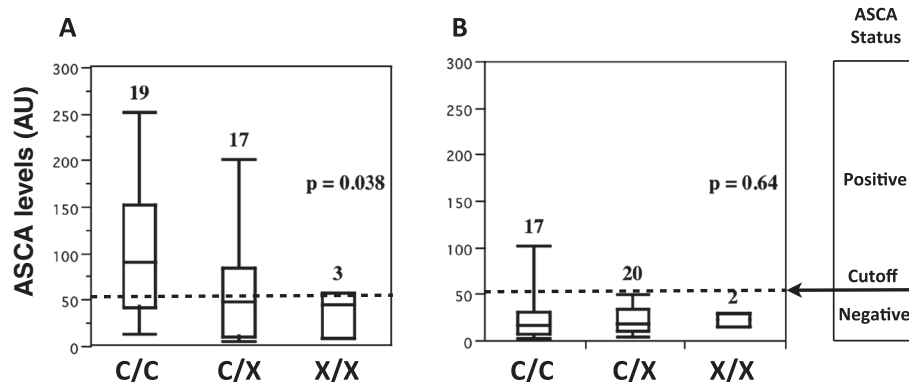 A
ASCA levels (AU)
300
250
200
150
100
50
0
19
17
3
p = 0.038
C/C
C/X
X/X
B
300
250
200
150
100
50
0
17
20
2
p = 0.64
C/C
C/X
X/X
ASCA
Status
Positive
Cutoff
Negative